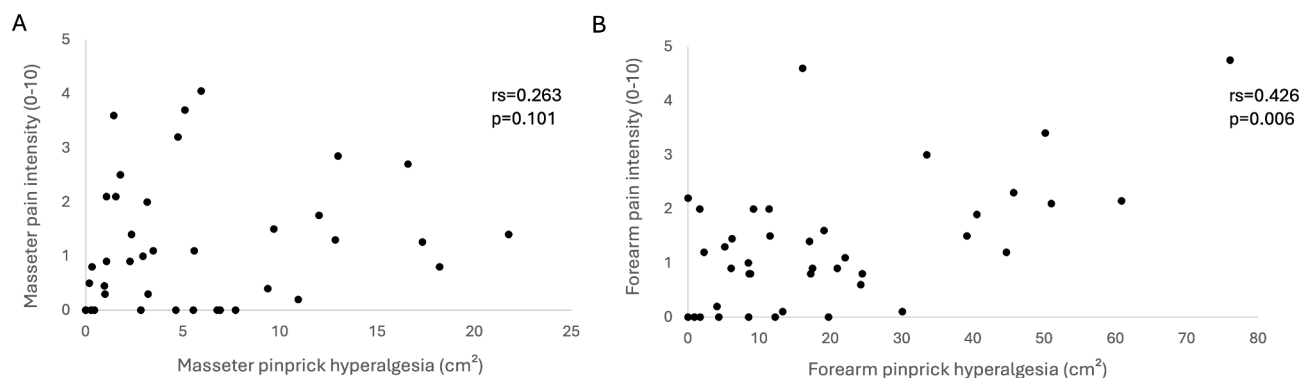 A
Masseter pain intensity (0-10)
5
4
3
2
1
0
0 5 10 15 20 25
Masseter pinprick hyperalgesia (cm²)
rs=0.263
p=0.101
B
Forearm pain intensity (0-10)
5
4
3
2
1
0
0 10 20 30 40 50 60 70 80
Forearm pinprick hyperalgesia (cm²)
rs=0.426
p=0.006